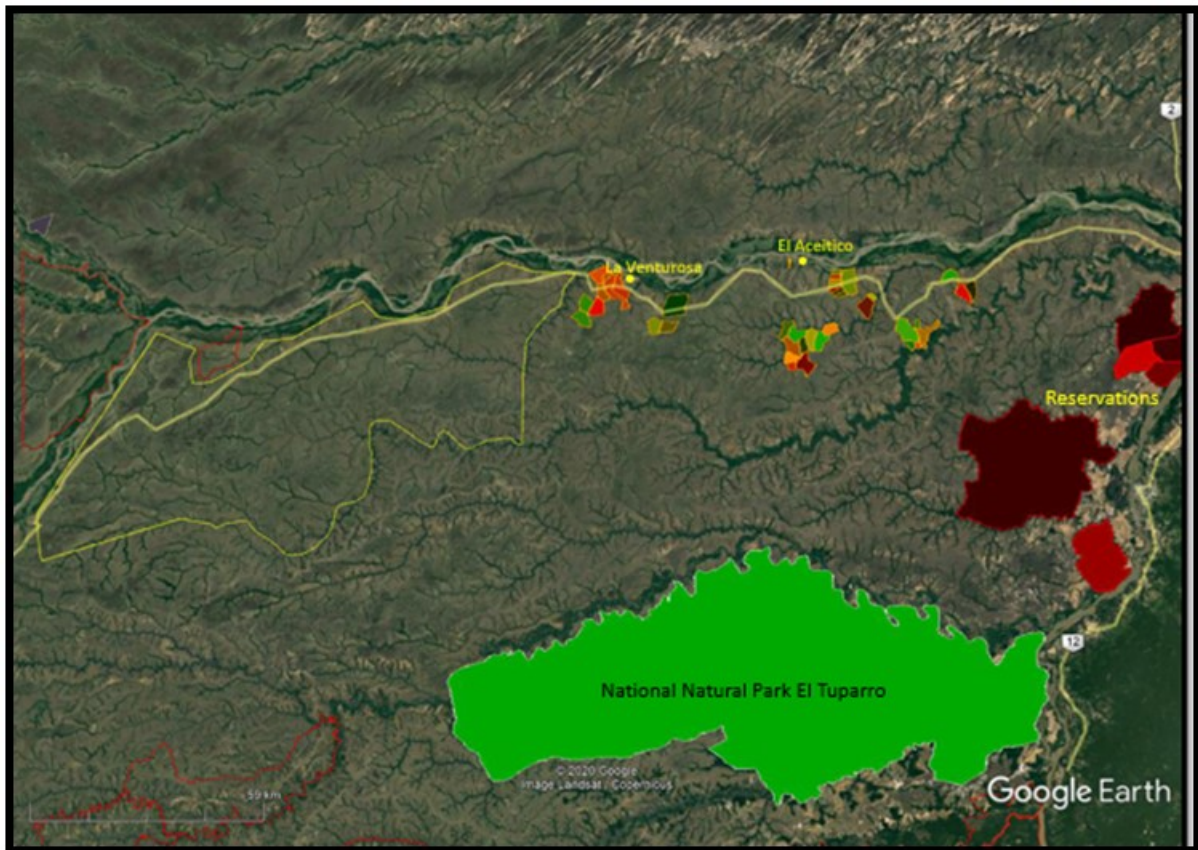 2
El Aceitico
La Venturosa
Reservations
12
National Natural Park El Tuparro
© 2020 Google
Image Landsat / Copernicus
59 km
Google Earth